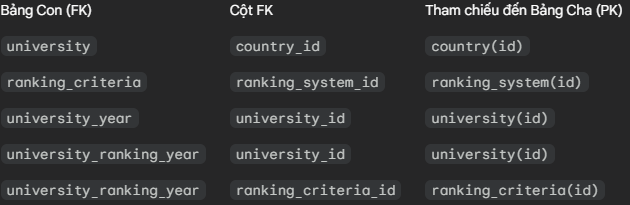 Bảng Con (FK) Cột FK Tham chiếu đến Bảng Cha (PK)
university country_id country(id)
ranking_criteria ranking_system_id ranking_system(id)
university_year university_id university(id)
university_ranking_year university_id university(id)
university_ranking_year ranking_criteria_id ranking_criteria(id)